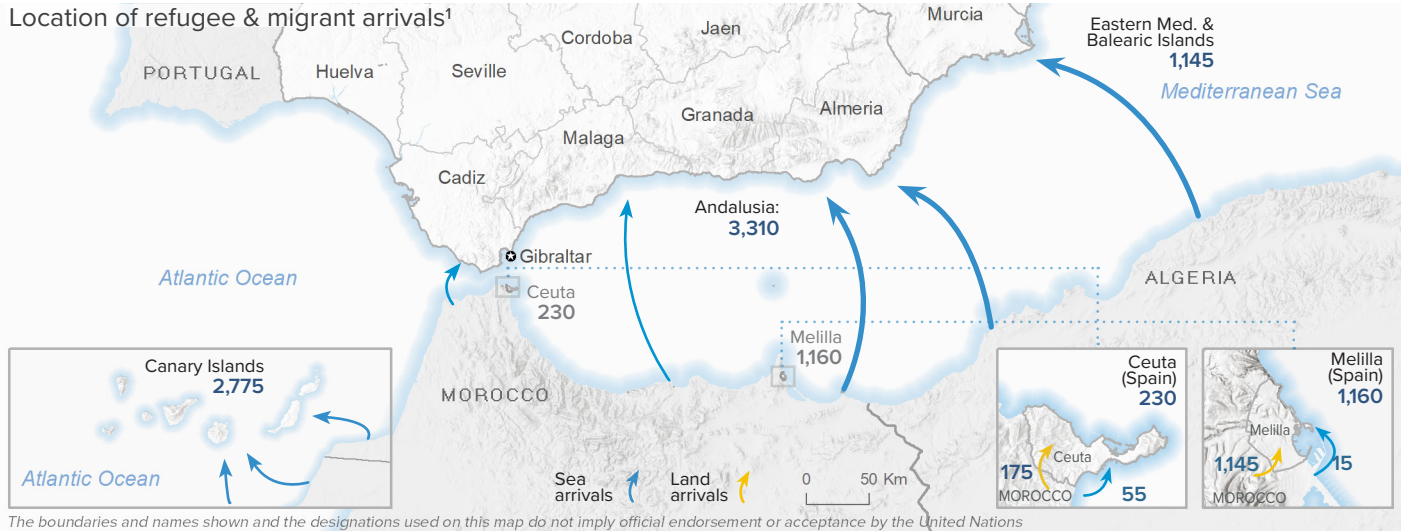 Location of refugee & migrant arrivals¹
Murcia
Eastern Med. &
Balearic Islands
1,145
Mediterranean Sea
PORTUGAL
Huelva
Seville
Cordoba
Jaen
Granada
Almeria
Malaga
Cadiz
Andalusia:
3,310
Gibraltar
Atlantic Ocean
Ceuta
230
ALGERIA
Melilla
1,160
MOROCCO
Canary Islands
2,775
Atlantic Ocean
Sea
arrivals
Land
arrivals
0 50 Km
Ceuta
(Spain)
230
Ceuta
175
MOROCCO
55
Melilla
(Spain)
1,160
Melilla
1,145
15
MOROCCO
The boundaries and names shown and the designations used on this map do not imply official endorsement or acceptance by the United Nations